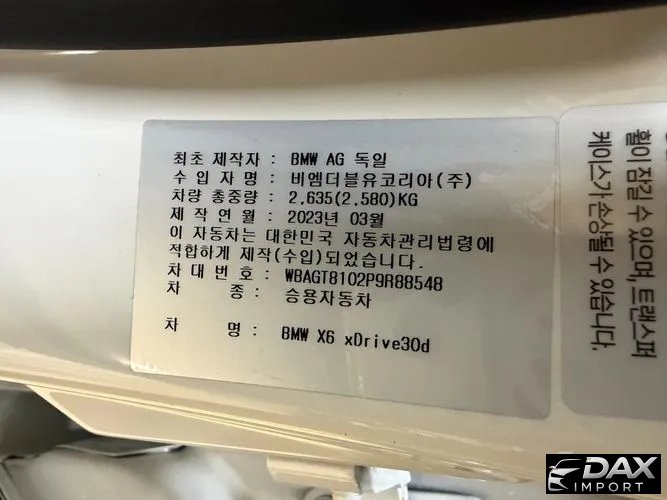 최초 제작자 : BMW AG 독일
수 입 자 명 : 비엠더블유코리아(주)
차량 총중량 : 2,635(2,580)KG
제 작 연 월 : 2023년 03월
이 자동차는 대한민국 자동차관리법령에
적합하게 제작(수입)되었습니다.
차 대 번 호 : WBAGT8102P9R88548
차 종 : 승용자동차
차 명 : BMW X6 xDrive30d
휠이 잠길 수 있으며, 트랜스퍼
케이스가 손상될 수 있습니다.
DAX
IMPORT